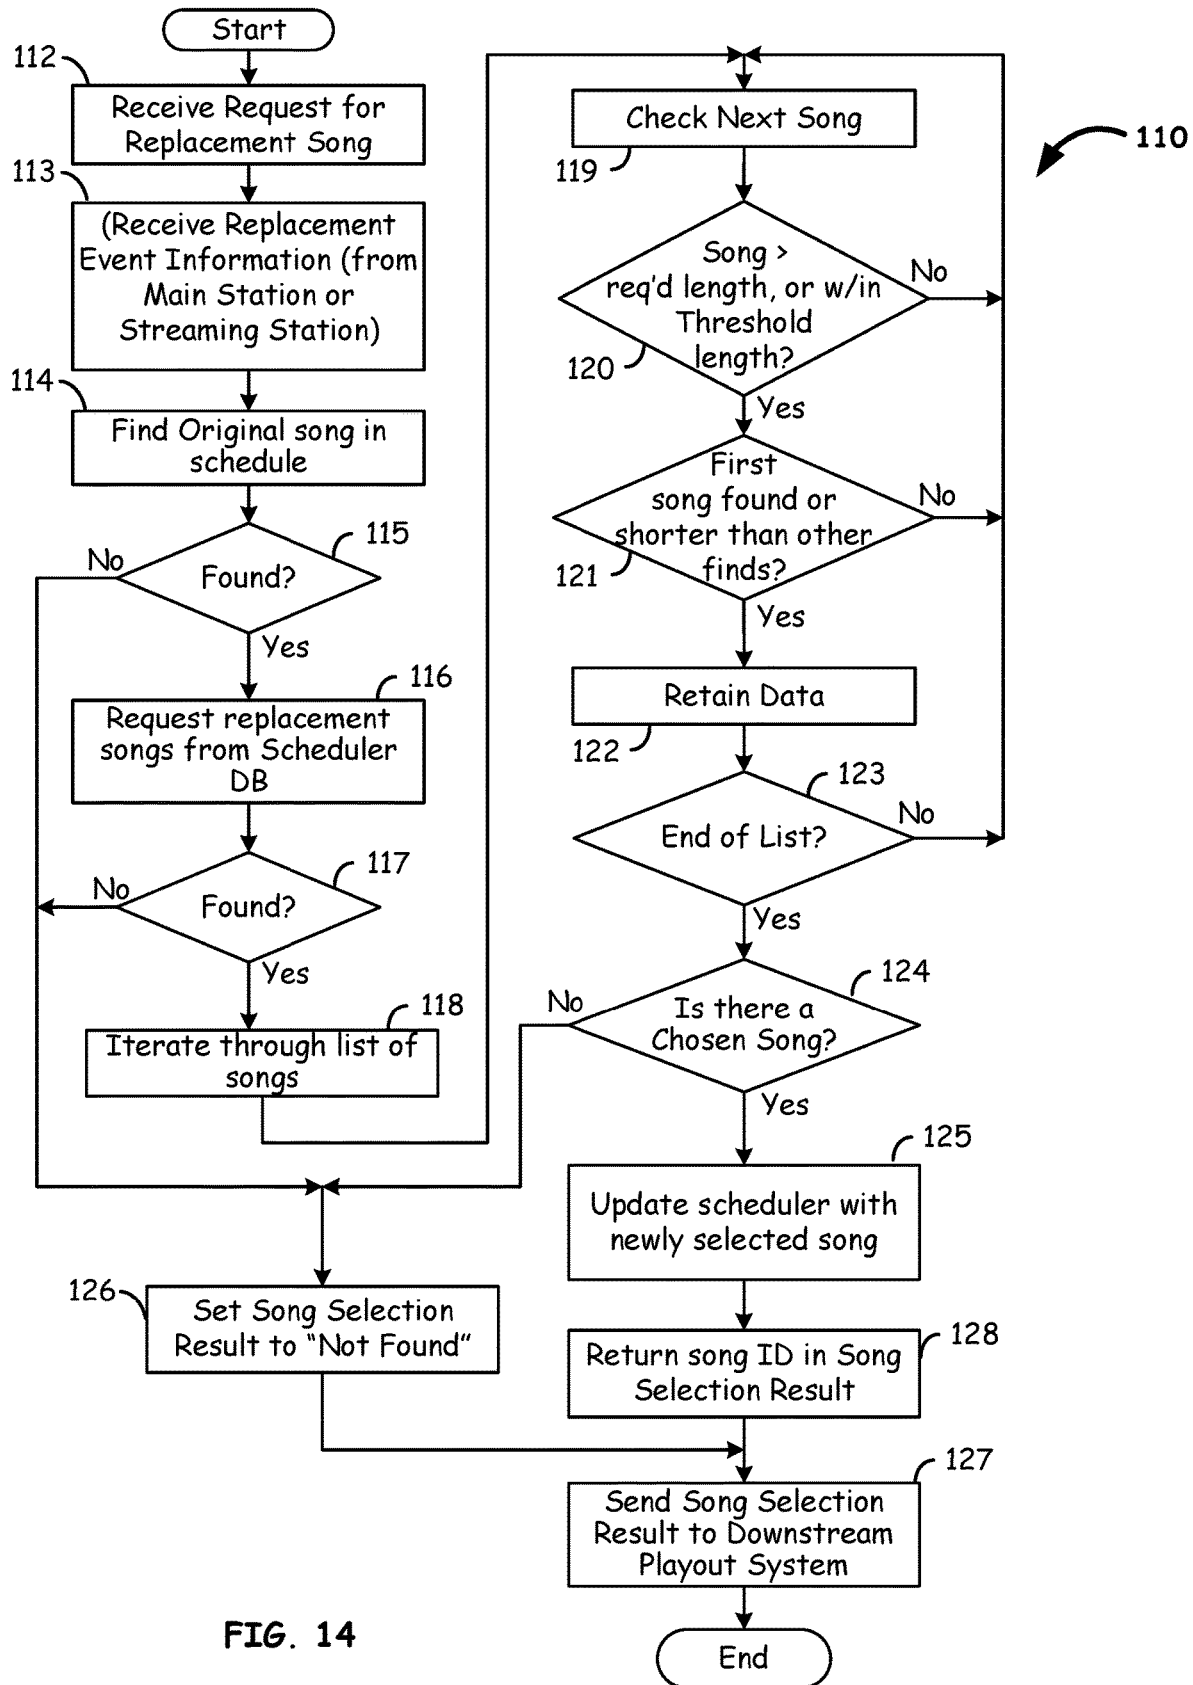 Start
112
Receive Request for
Replacement Song
113
(Receive Replacement
Event Information (from
Main Station or
Streaming Station)
114
Find Original song in
schedule
115
No
Found?
Yes
116
Request replacement
songs from Scheduler
DB
117
No
Found?
Yes
118
Iterate through list of
songs
126
Set Song Selection
Result to “Not Found”
110
Check Next Song
119
Song >
req'd length, or w/in
Threshold
length?
No
120
Yes
First
song found or
shorter than other
finds?
No
121
Yes
Retain Data
122
123
End of List?
No
Yes
124
No
Is there a
Chosen Song?
Yes
125
Update scheduler with
newly selected song
128
Return song ID in Song
Selection Result
127
Send Song Selection
Result to Downstream
Playout System
End
FIG. 14